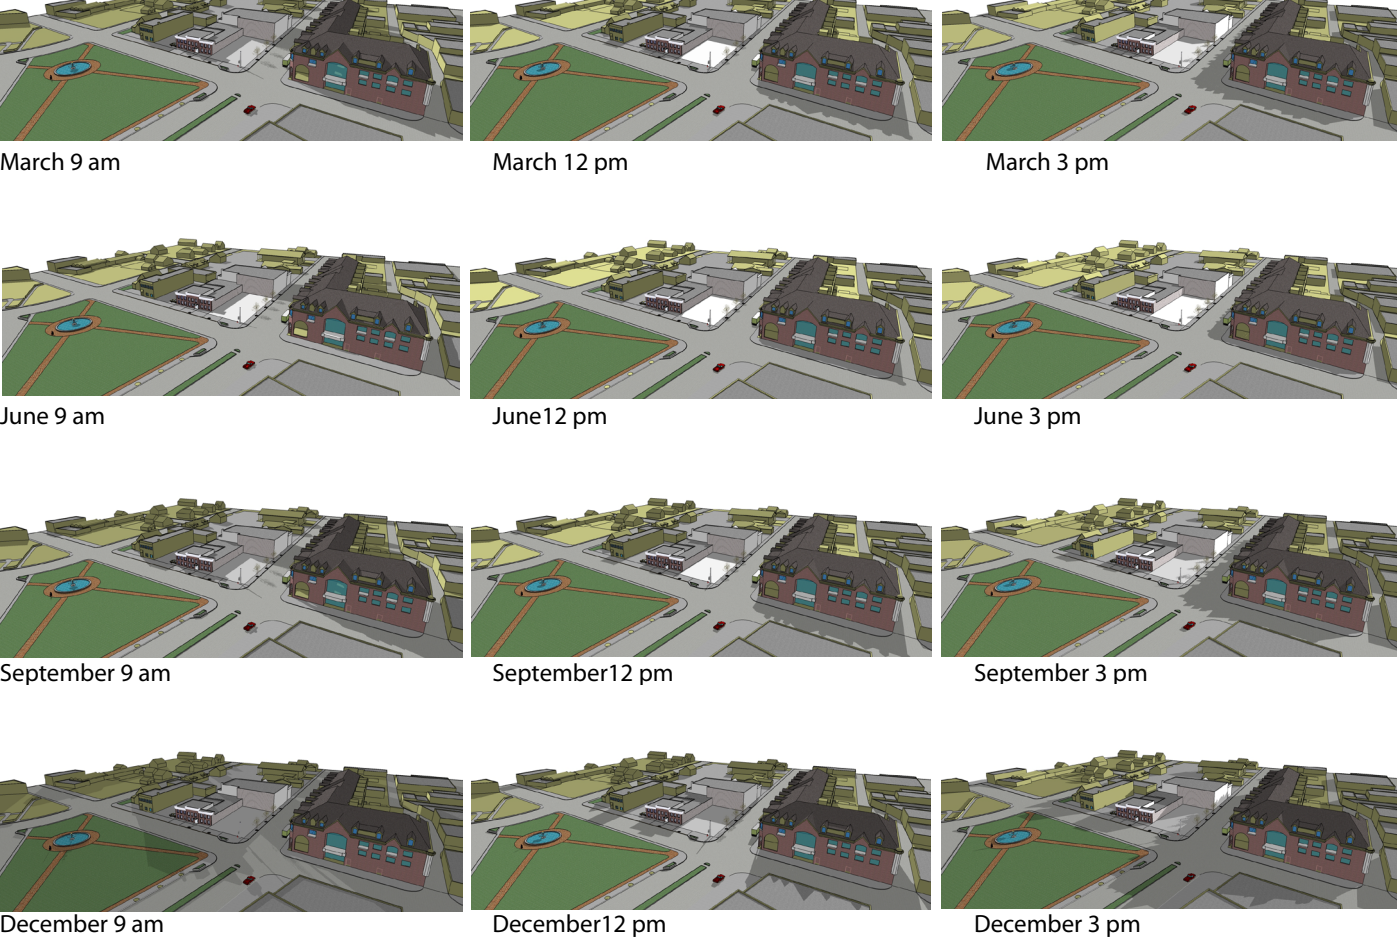 March 9 am
March 12 pm
March 3 pm
June 9 am
June12 pm
June 3 pm
September 9 am
September12 pm
September 3 pm
December 9 am
December12 pm
December 3 pm